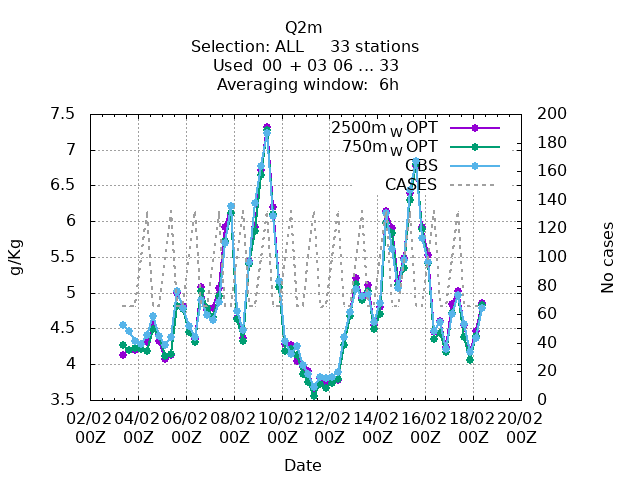 Q2m
Selection: ALL 33 stations
Used 00 + 03 06 ... 33
Averaging window: 6h
7.5
7
6.5
6
5.5
5
4.5
4
3.5
g/Kg
2500m W OPT
750m W OPT
OBS
CASES
200
180
160
140
120
100
80
60
40
20
0
No cases
02/02 04/02 06/02 08/02 10/02 12/02 14/02 16/02 18/02 20/02
00Z 00Z 00Z 00Z 00Z 00Z 00Z 00Z 00Z 00Z
Date